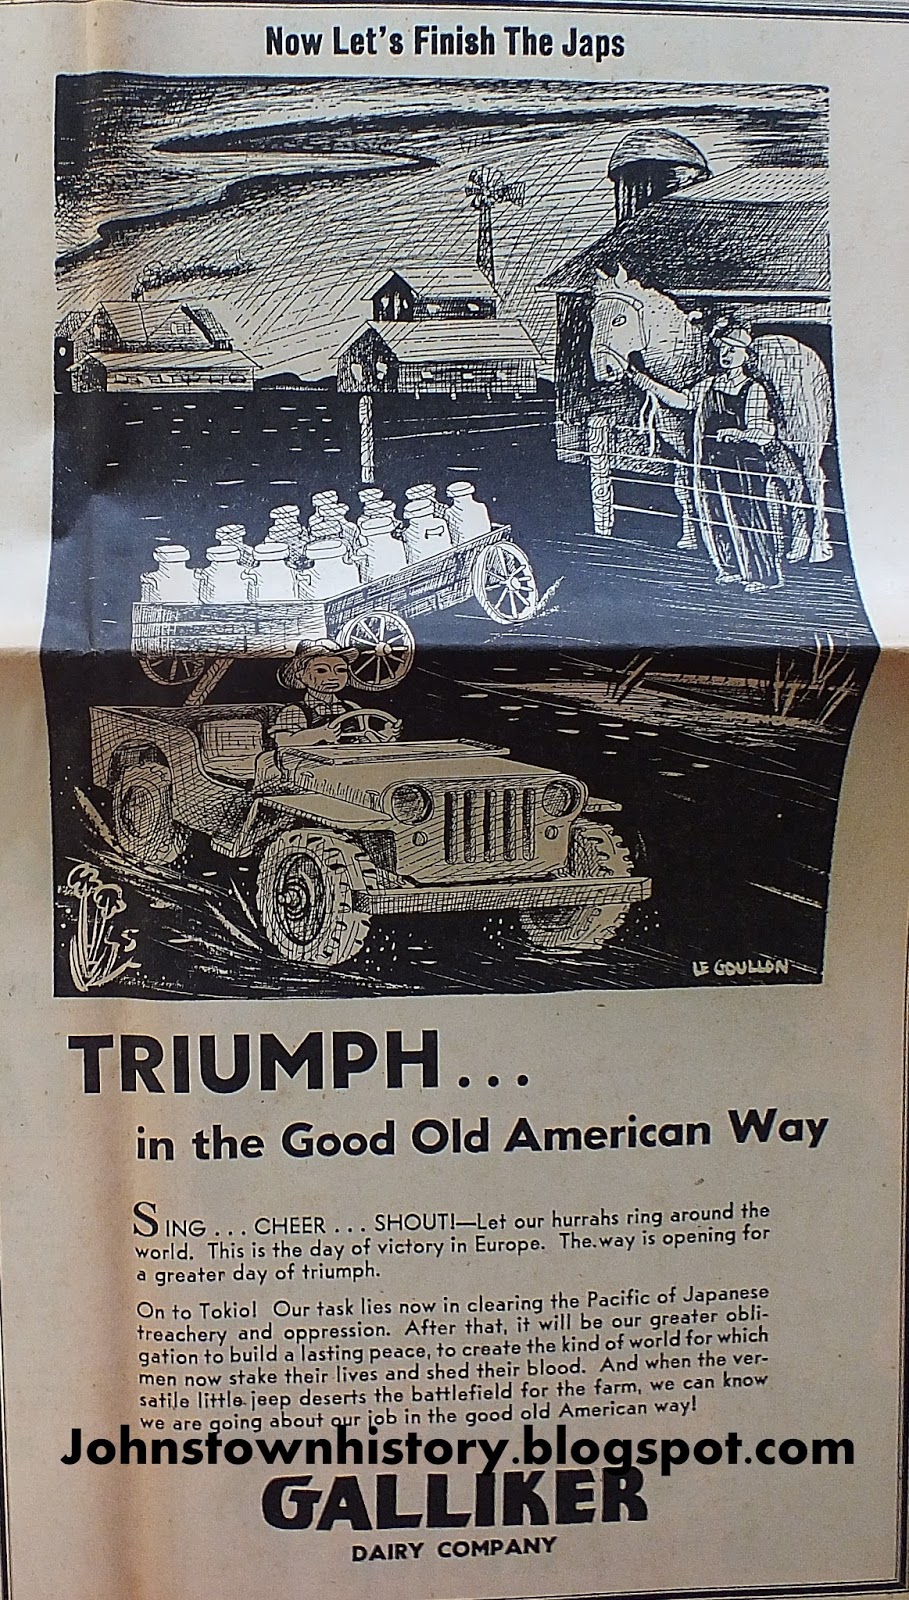 Now Let's Finish The Japs
LE GOULLON
TRIUMPH...
in the Good Old American Way
SING ... CHEER ... SHOUT!—Let our hurrahs ring around the
world. This is the day of victory in Europe. The way is opening for
a greater day of triumph.
On to Tokio! Our task lies now in clearing the Pacific of Japanese
treachery and oppression. After that, it will be our greater obli-
gation to build a lasting peace, to create the kind of world for which
men now stake their lives and shed their blood. And when the ver-
satile little jeep deserts the battlefield for the farm, we can know
we are going about our job in the good old American way!
Johnstownhistory.blogspot.com
GALLIKER
DAIRY COMPANY